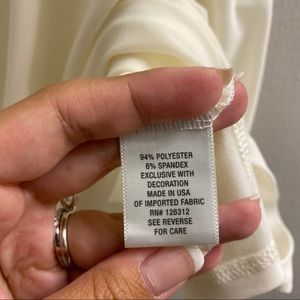 94% POLYESTER
6% SPANDEX
EXCLUSIVE WITH
DECORATION
MADE IN USA
OF IMPORTED FABRIC
RN# 126312
SEE REVERSE
FOR CARE